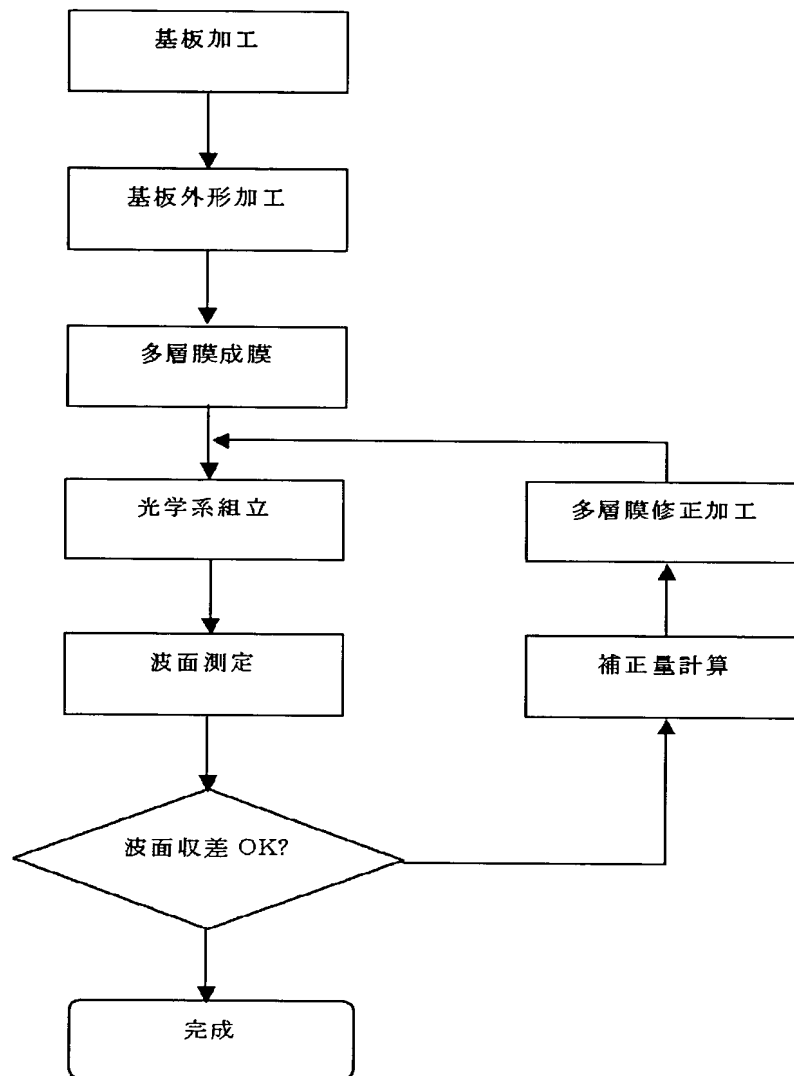 基板加工
基板外形加工
多層膜成膜
光学系組立
多層膜修正加工
波面測定
補正量計算
波面収差 OK?
完成